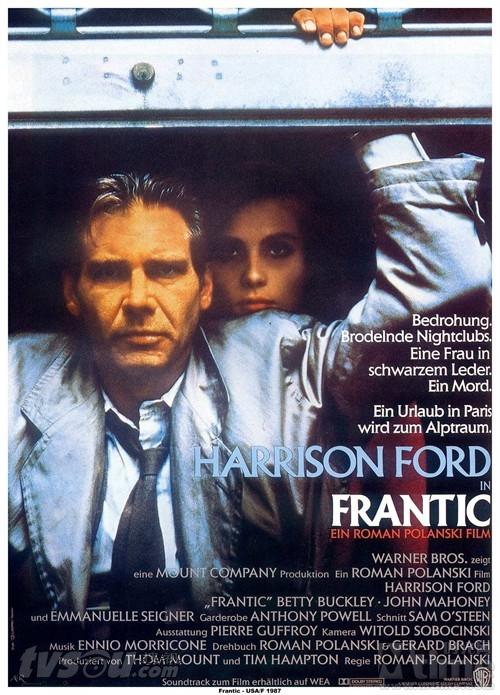 Bedrohung.
Brodelnde Nightclubs.
Eine Frau in
schwarzem Leder.
Ein Mord.
Ein Urlaub in Paris
wird zum Alptraum.
HARRISON FORD
IN
FRANTIC
EIN ROMAN POLANSKI FILM
WARNER BROS. zeigt
eine MOUNT COMPANY Produktion Ein ROMAN POLANSKI Film
HARRISON FORD
„FRANTIC" BETTY BUCKLEY · JOHN MAHONEY
und EMMANUELLE SEIGNER Garderobe ANTHONY POWELL Schnitt SAM O'STEEN
Ausstattung PIERRE GUFFROY Kamera WITOLD SOBOCINSKI
Musik ENNIO MORRICONE Drehbuch ROMAN POLANSKI & GERARD BRACH
Produziert von THOM MOUNT und TIM HAMPTON Regie ROMAN POLANSKI
Soundtrack zum Film erhältlich auf WEA DOLBY STEREO
Frantic - USA/F 1987